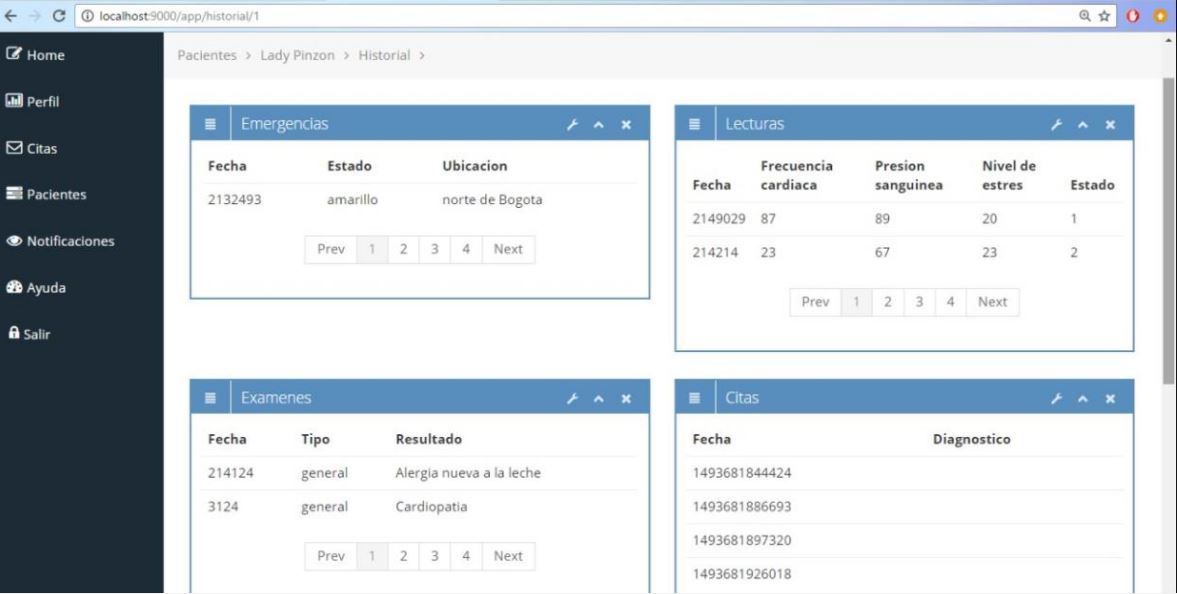 localhost:9000/app/historial/1
Home
Perfil
Citas
Pacientes
Notificaciones
Ayuda
Salir
Pacientes > Lady Pinzon > Historial >
Emergencias
Fecha Estado Ubicacion
2132493 amarillo norte de Bogota
Prev 1 2 3 4 Next
Lecturas
Fecha Frecuencia cardiaca Presion sanguinea Nivel de estres Estado
2149029 87 89 20 1
214214 23 67 23 2
Prev 1 2 3 4 Next
Examenes
Fecha Tipo Resultado
214124 general Alergia nueva a la leche
3124 general Cardiopatia
Prev 1 2 3 4 Next
Citas
Fecha Diagnostico
1493681844424
1493681886693
1493681897320
1493681926018